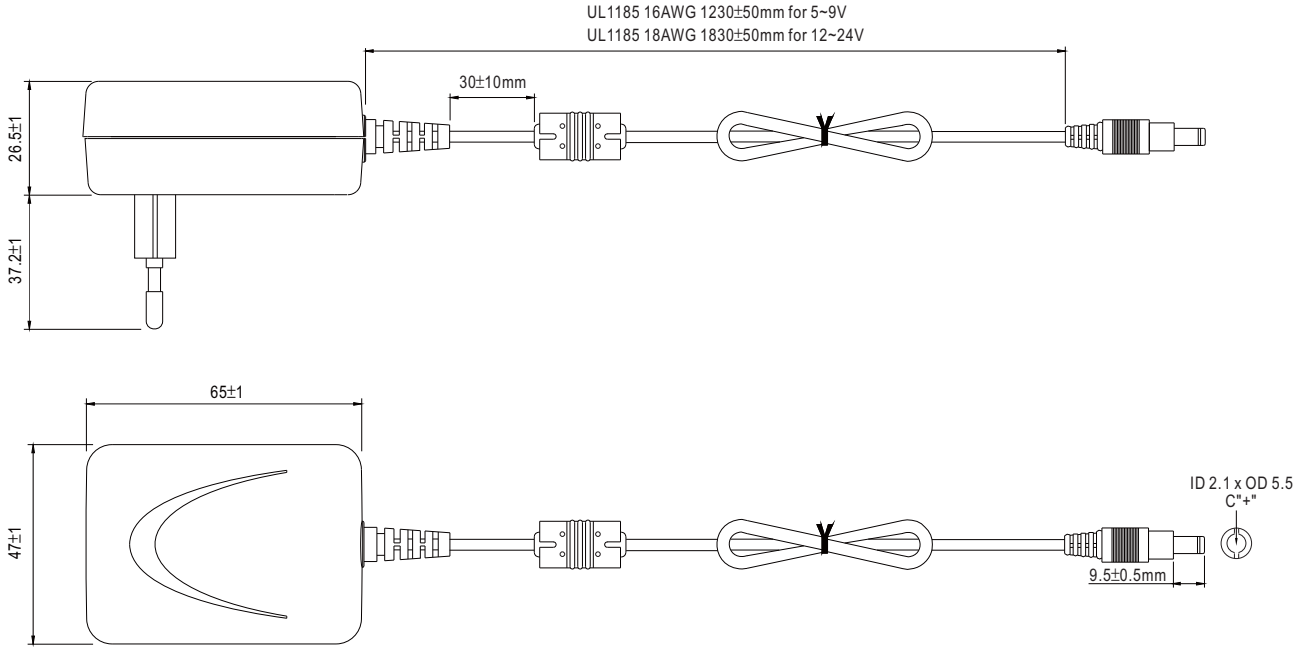 UL1185 16AWG 1230±50mm for 5~9V
UL1185 18AWG 1830±50mm for 12~24V
30±10mm
26.5±1
37.2±1
65±1
47±1
ID 2.1 x OD 5.5
C"+"
9.5±0.5mm